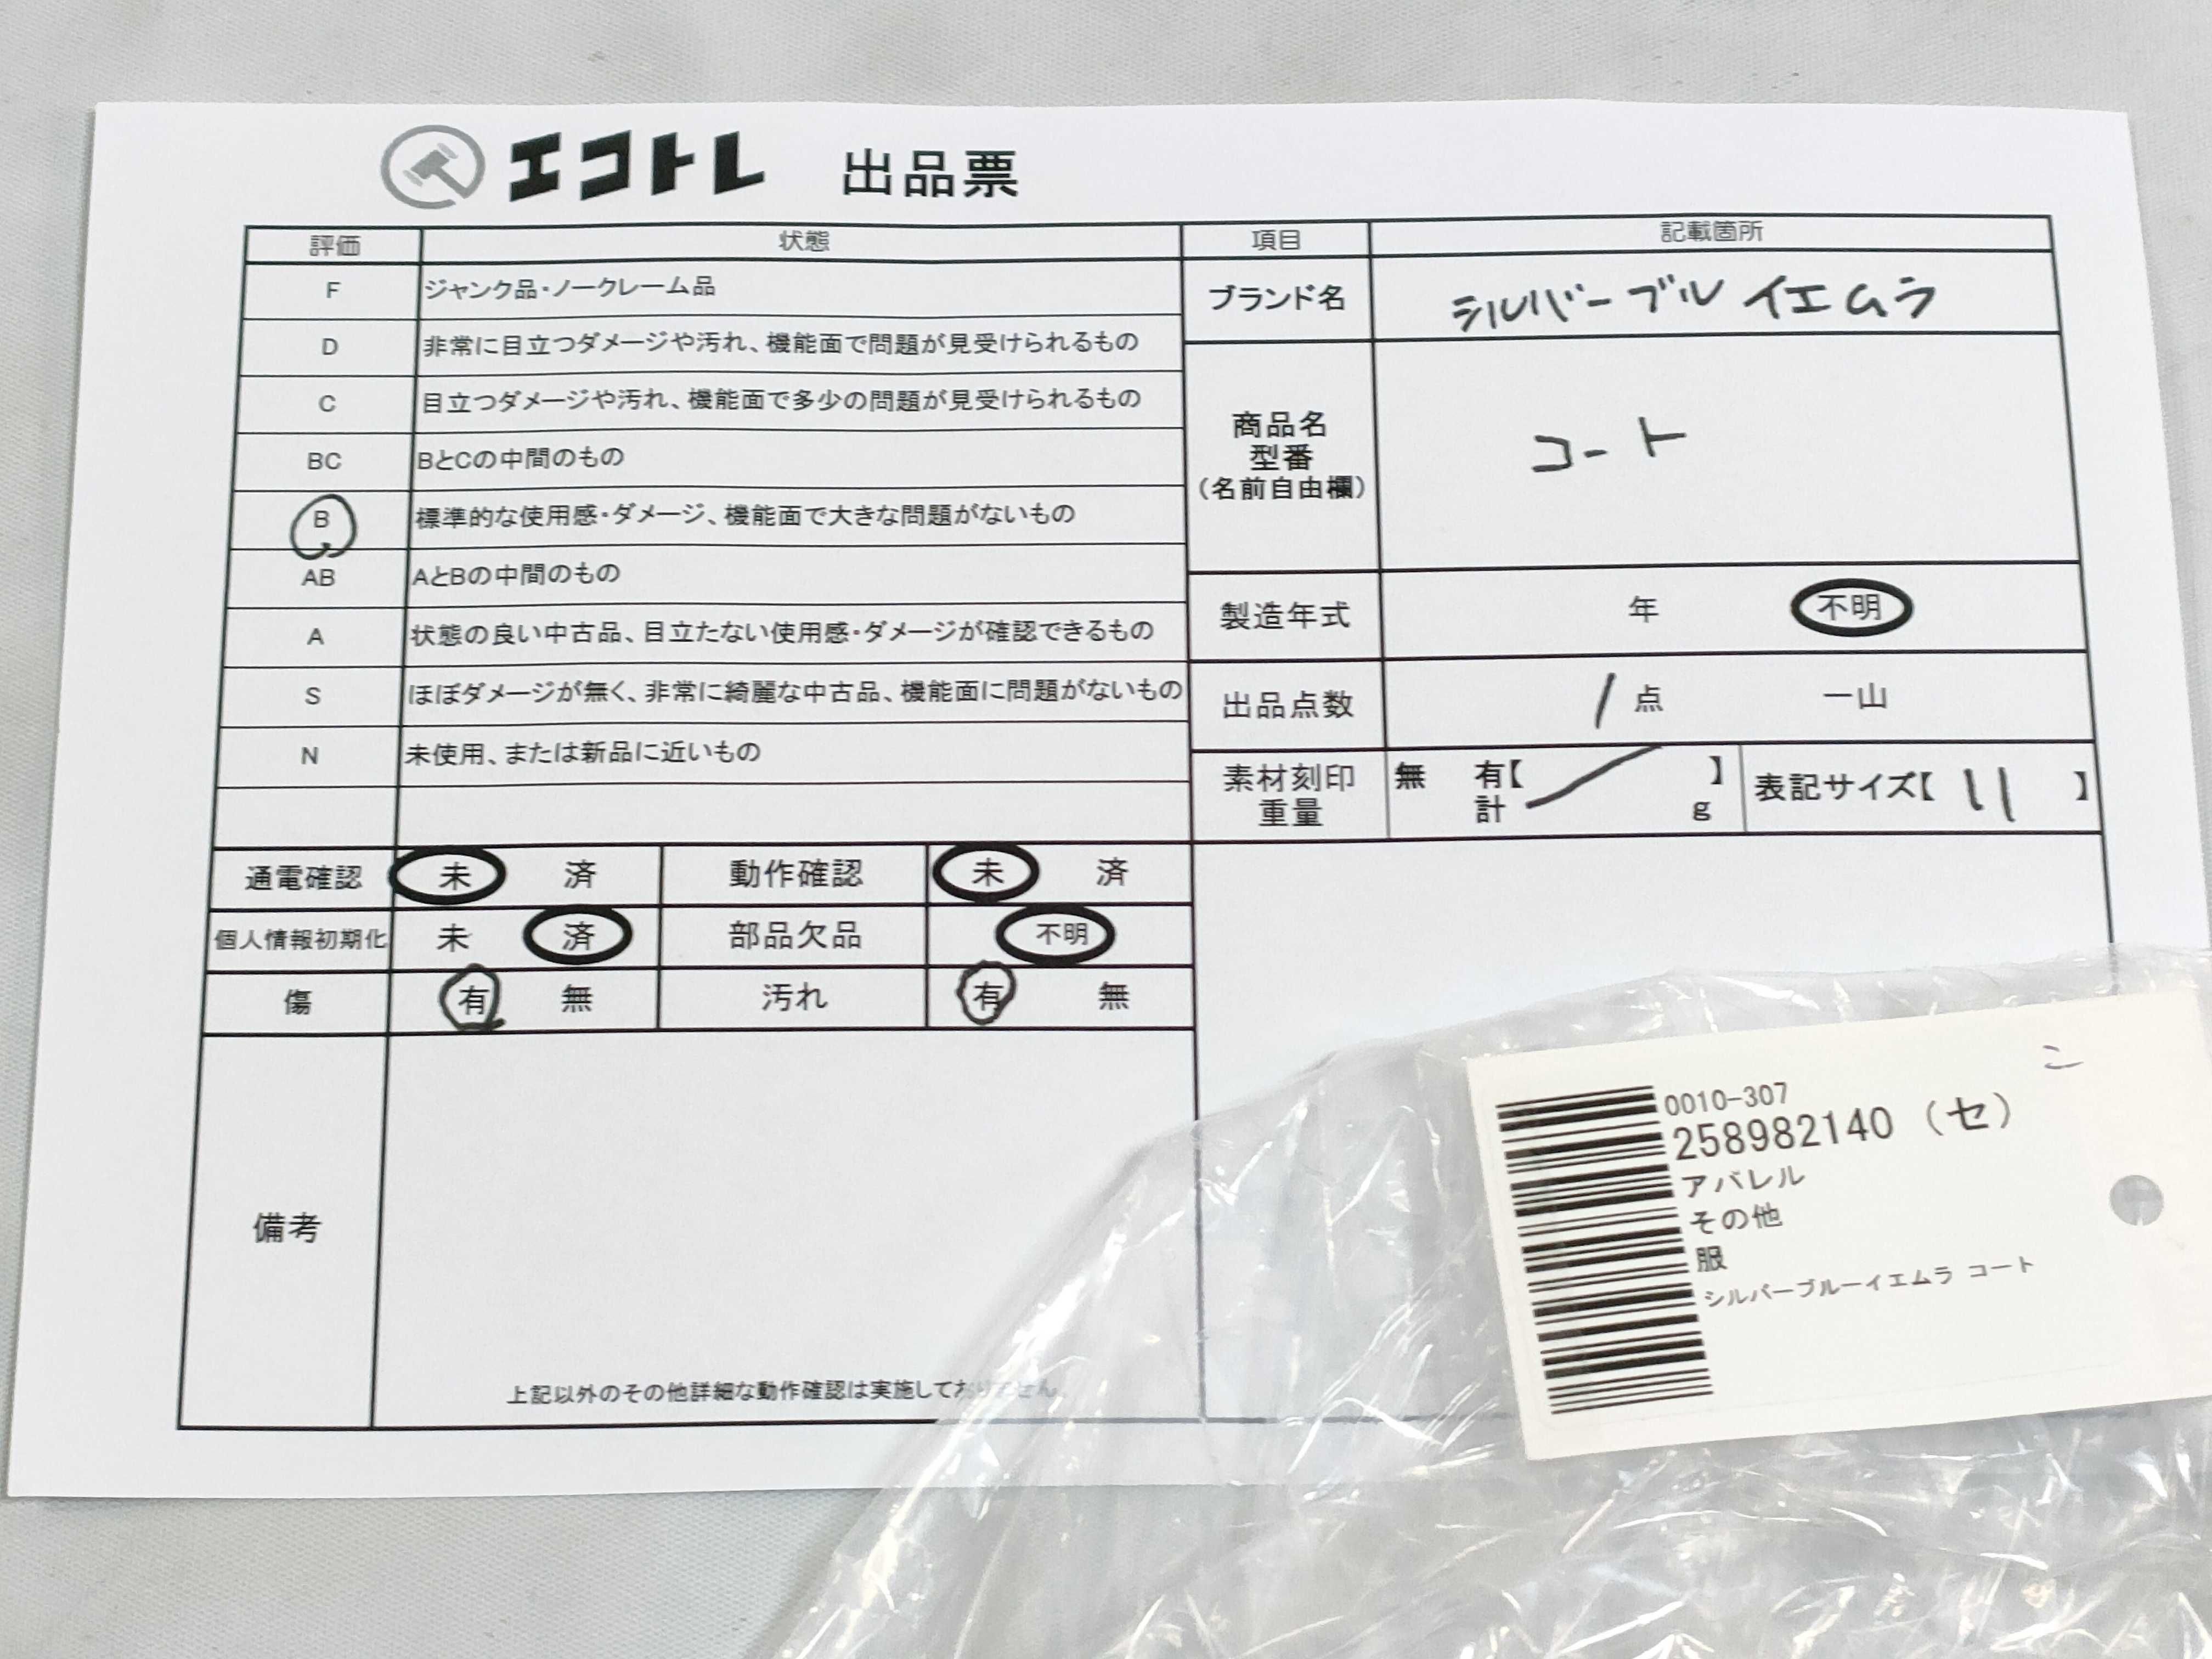 エコトレ 出品票
評価 状態 項目 記載箇所
F ジャンク品・ノークレーム品
D 非常に目立つダメージや汚れ、機能面で問題が見受けられるもの
C 目立つダメージや汚れ、機能面で多少の問題が見受けられるもの
BC BとCの中間のもの
B 標準的な使用感・ダメージ、機能面で大きな問題がないもの
AB AとBの中間のもの
A 状態の良い中古品、目立たない使用感・ダメージが確認できるもの
S ほぼダメージが無く、非常に綺麗な中古品、機能面に問題がないもの
N 未使用、または新品に近いもの
ブランド名 シルバーブルイエムラ
商品名
型番
(名前自由欄)
コート
製造年式 年 不明
出品点数 1 点 一山
素材刻印
重量
無 有【 】
計 g
表記サイズ【 11 】
通電確認 未 済 動作確認 未 済
個人情報初期化 未 済 部品欠品 不明
傷 有 無 汚れ 有 無
備考
上記以外のその他詳細な動作確認は実施しておりません。
0010-307
258982140 (セ)
アパレル
その他
服
シルバーブルーイエムラ コート